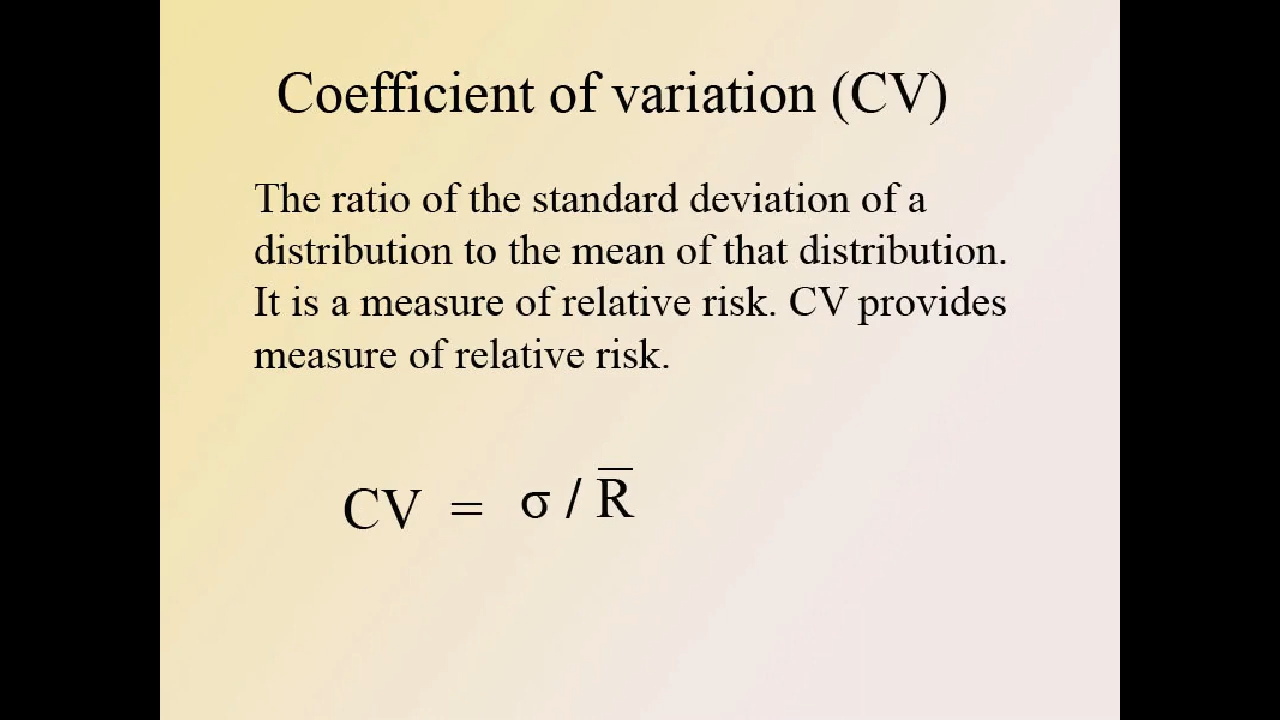 Coefficient of variation (CV)
The ratio of the standard deviation of a
distribution to the mean of that distribution.
It is a measure of relative risk. CV provides
measure of relative risk.
CV = σ / R̅